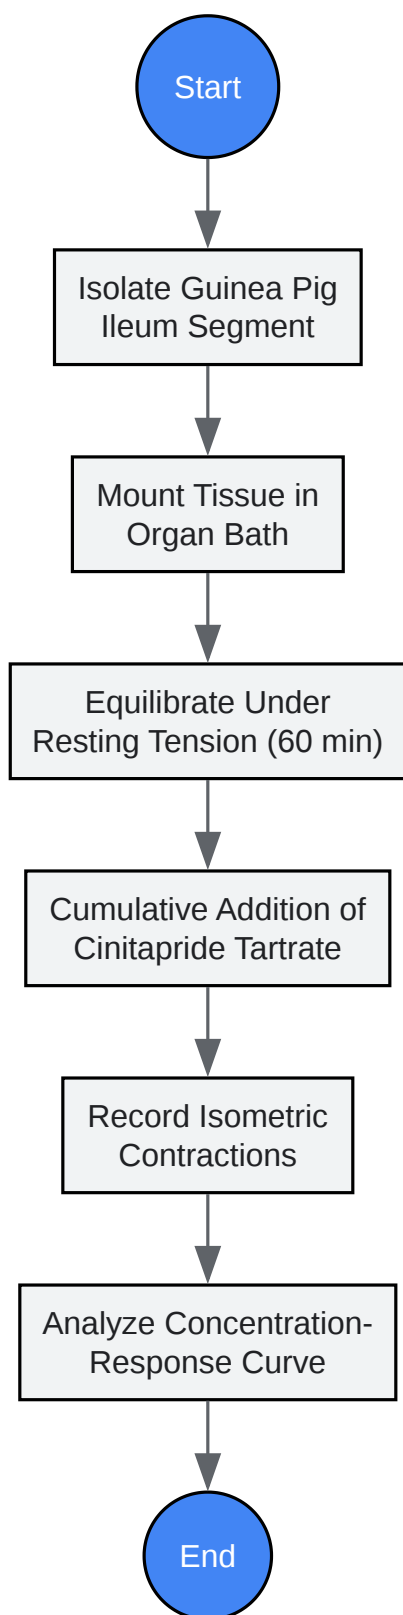 Start
Isolate Guinea Pig
Ileum Segment
Mount Tissue in
Organ Bath
Equilibrate Under
Resting Tension (60 min)
Cumulative Addition of
Cinitapride Tartrate
Record Isometric
Contractions
Analyze Concentration-
Response Curve
End